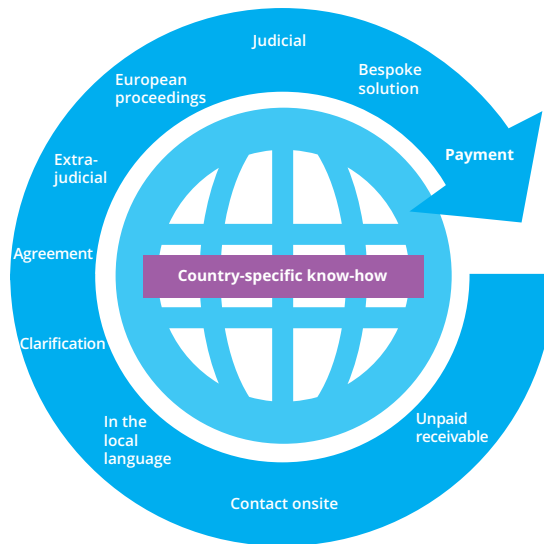 Judicial
Bespoke
solution
European
proceedings
Payment
Extra-
judicial
Agreement
Country-specific know-how
Clarification
In the
local
language
Unpaid
receivable
Contact onsite